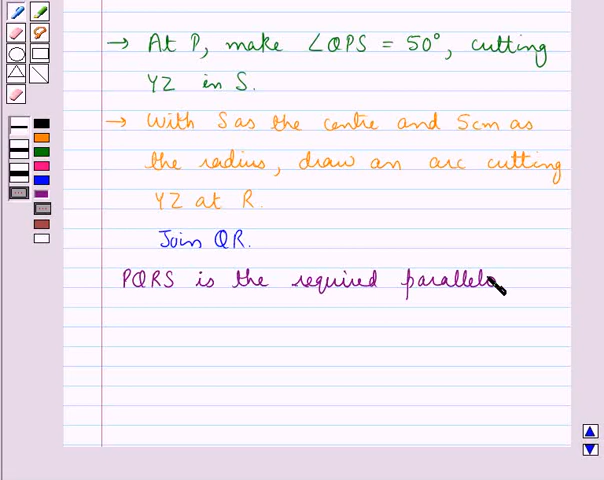 → At P, make ∠QPS = 50°, cutting
YZ in S.
→ With S as the centre and 5cm as
the radius, draw an arc cutting
YZ at R.
Join QR.
PQRS is the required parallelo